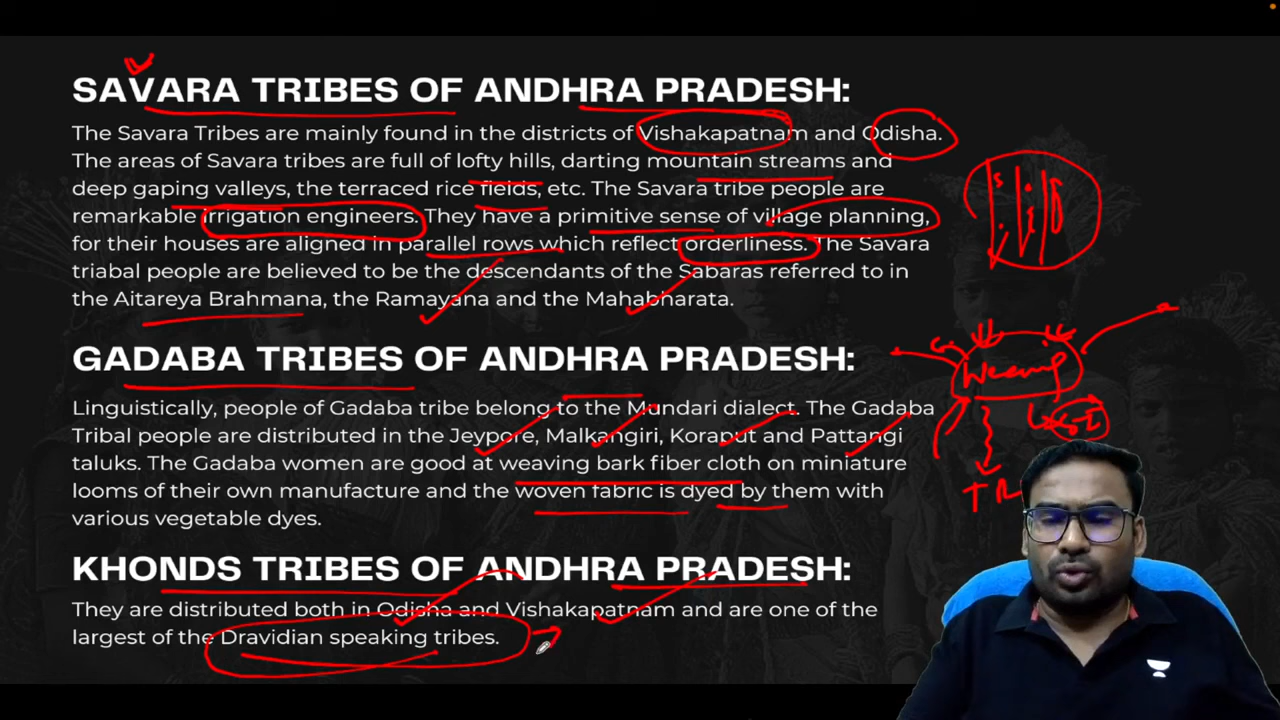 SAVARA TRIBES OF ANDHRA PRADESH:
The Savara Tribes are mainly found in the districts of Vishakapatnam and Odisha.
The areas of Savara tribes are full of lofty hills, darting mountain streams and
deep gaping valleys, the terraced rice fields, etc. The Savara tribe people are
remarkable irrigation engineers. They have a primitive sense of village planning,
for their houses are aligned in parallel rows which reflect orderliness. The Savara
triabal people are believed to be the descendants of the Sabaras referred to in
the Aitareya Brahmana, the Ramayana and the Mahabharata.
GADABA TRIBES OF ANDHRA PRADESH:
Weaving
Linguistically, people of Gadaba tribe belong to the Mundari dialect. The Gadaba
Tribal people are distributed in the Jeypore, Malkangiri, Koraput and Pattangi
taluks. The Gadaba women are good at weaving bark fiber cloth on miniature
looms of their own manufacture and the woven fabric is dyed by them with
various vegetable dyes.
KHONDS TRIBES OF ANDHRA PRADESH:
They are distributed both in Odisha and Vishakapatnam and are one of the
largest of the Dravidian speaking tribes.